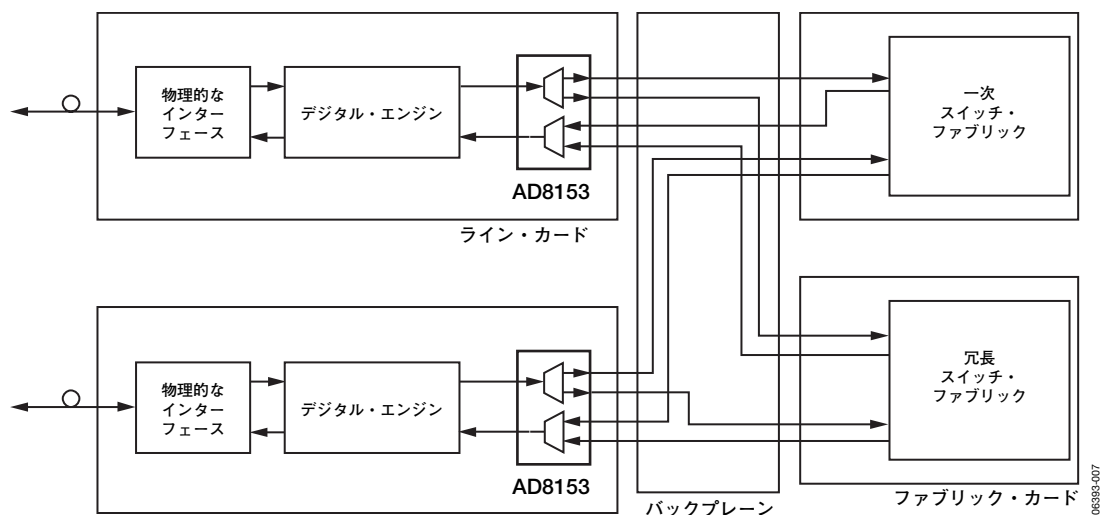 物理的な
インター
フェース
デジタル・エンジン
AD8153
ライン・カード
一次
スイッチ・
ファブリック
物理的な
インター
フェース
デジタル・エンジン
AD8153
バックプレーン
冗長
スイッチ・
ファブリック
ファブリック・カード
06393-007